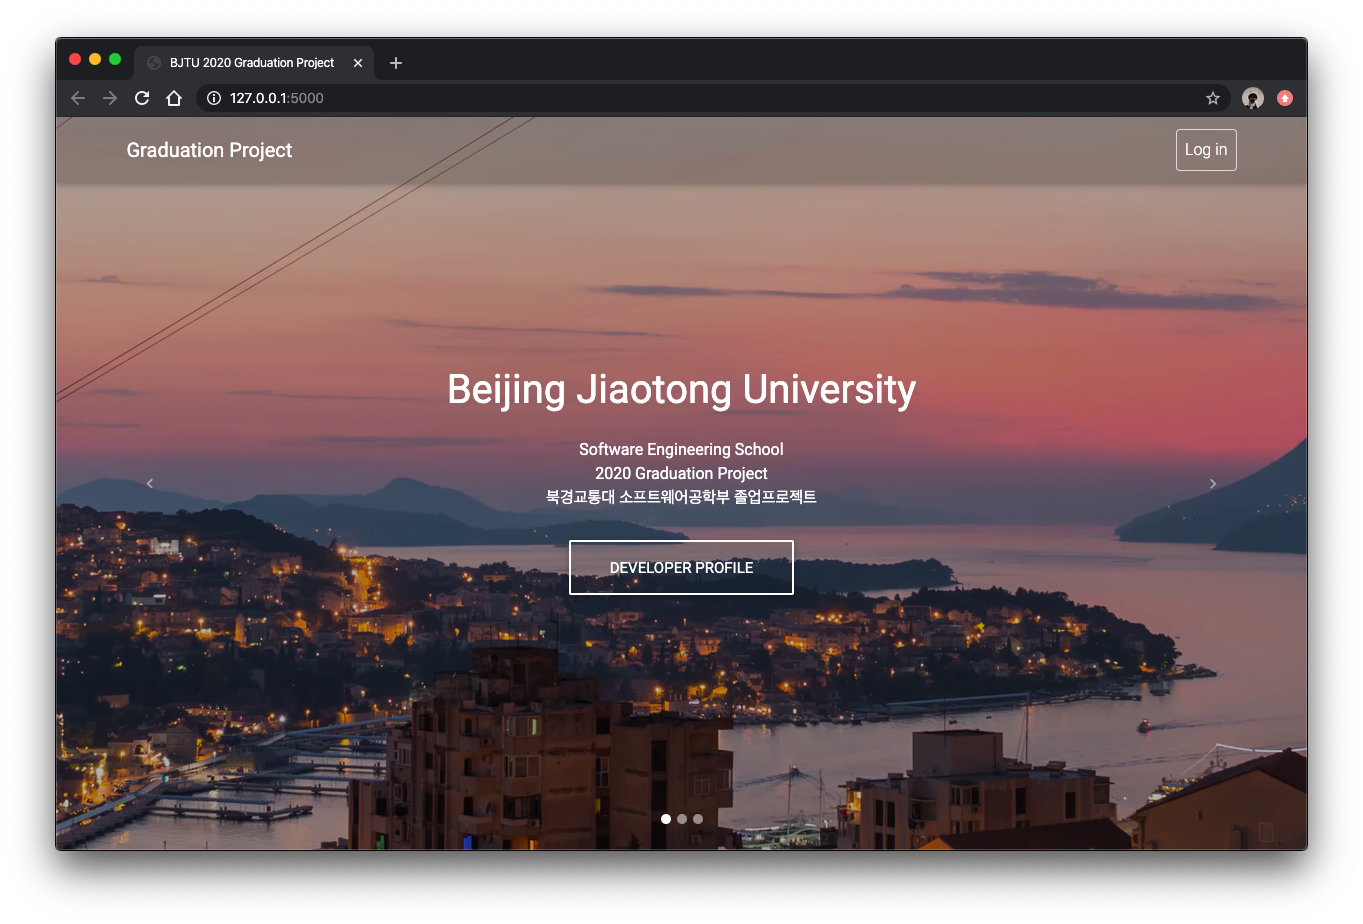 BJTU 2020 Graduation Project
127.0.0.1:5000
Graduation Project
Log in
Beijing Jiaotong University
Software Engineering School
2020 Graduation Project
북경교통대 소프트웨어공학부 졸업프로젝트
DEVELOPER PROFILE